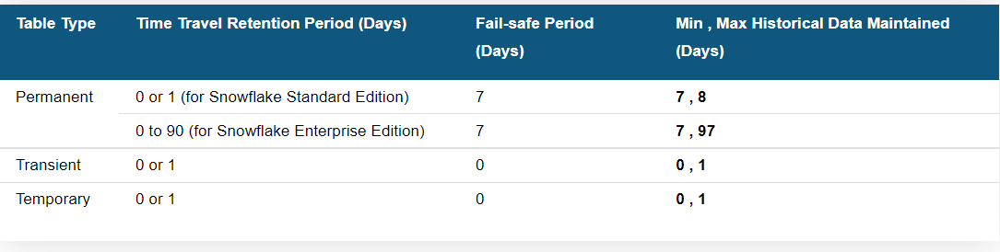 Table Type Time Travel Retention Period (Days) Fail-safe Period Min , Max Historical Data Maintained
(Days) (Days)
Permanent 0 or 1 (for Snowflake Standard Edition) 7 7 , 8
0 to 90 (for Snowflake Enterprise Edition) 7 7 , 97
Transient 0 or 1 0 0 , 1
Temporary 0 or 1 0 0 , 1